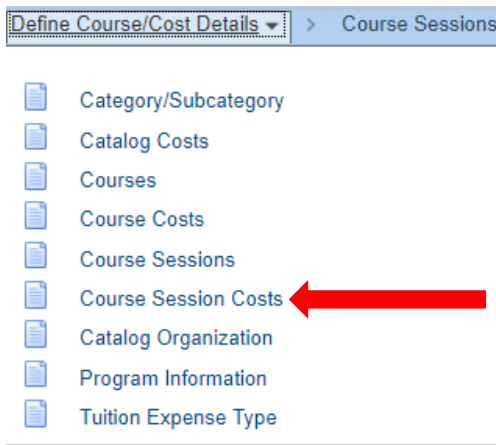 Define Course/Cost Details > Course Sessions
Category/Subcategory
Catalog Costs
Courses
Course Costs
Course Sessions
Course Session Costs
Catalog Organization
Program Information
Tuition Expense Type